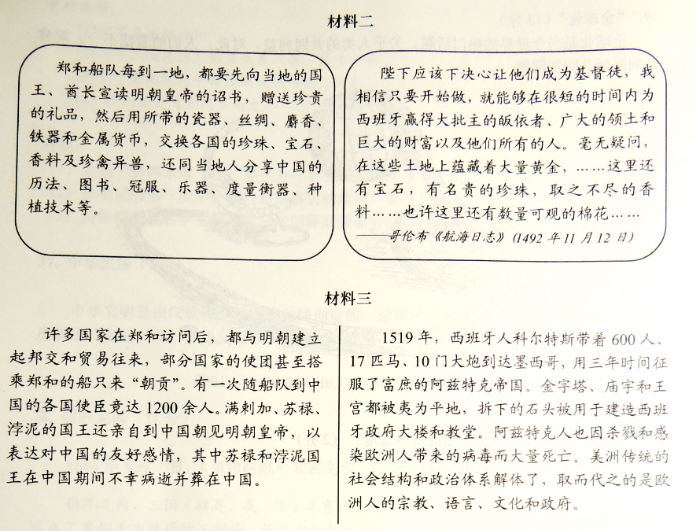 材料二
郑和船队每到一地，都要先向当地的国
王、酋长宣读明朝皇帝的诏书，赠送珍贵
的礼品，然后用所带的瓷器、丝绸、麝香、
铁器和金属货币，交换各国的珍珠、宝石、
香料及珍禽异兽，还同当地人分享中国的
历法、图书、冠服、乐器、度量衡器、种
植技术等。
陛下应该下决心让他们成为基督徒，我
相信只要开始做，就能够在很短的时间内为
西班牙赢得大批主的皈依者、广大的领土和
巨大的财富以及他们所有的人。毫无疑问，
在这些土地上蕴藏着大量黄金，……这里还
有宝石，有名贵的珍珠，取之不尽的香
料……也许这里还有数量可观的棉花……
——哥伦布《航海日志》(1492 年 11 月 12 日)
材料三
许多国家在郑和访问后，都与明朝建立
起邦交和贸易往来，部分国家的使团甚至搭
乘郑和的船只来“朝贡”。有一次随船队到中
国的各国使臣竟达 1200 余人。满剌加、苏禄、
浡泥的国王还亲自到中国朝见明朝皇帝，以
表达对中国的友好感情，其中苏禄和浡泥国
王在中国期间不幸病逝并葬在中国。
1519 年，西班牙人科尔特斯带着 600 人、
17 匹马、10 门大炮到达墨西哥，用三年时间征
服了富庶的阿兹特克帝国。金字塔、庙宇和王
宫都被夷为平地，拆下的石头被用于建造西班
牙政府大楼和教堂。阿兹特克人也因杀戮和感
染欧洲人带来的病毒而大量死亡。美洲传统的
社会结构和政治体系解体了，取而代之的是欧
洲人的宗教、语言、文化和政府。